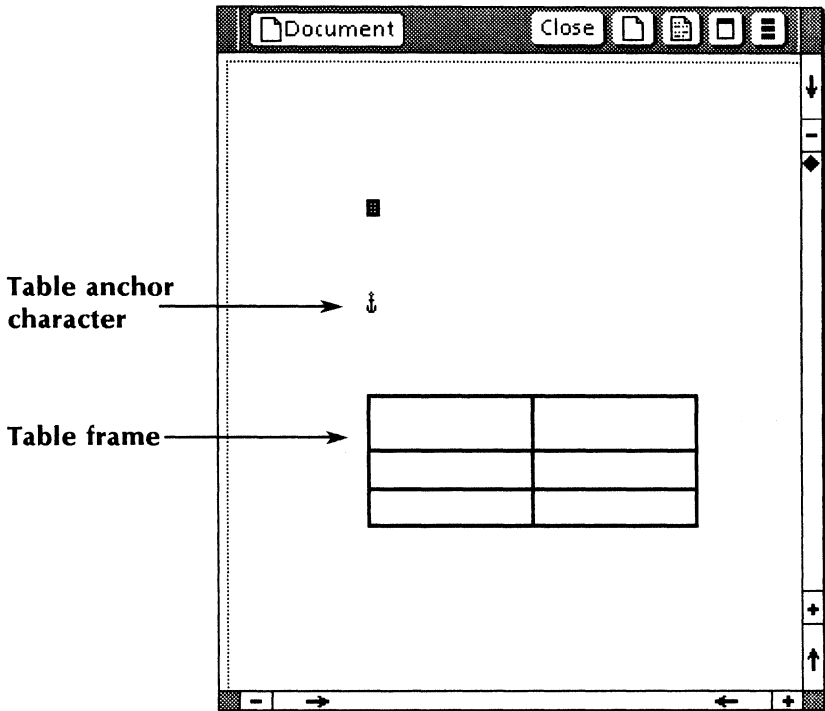 Document Close
Table anchor
character
Table frame